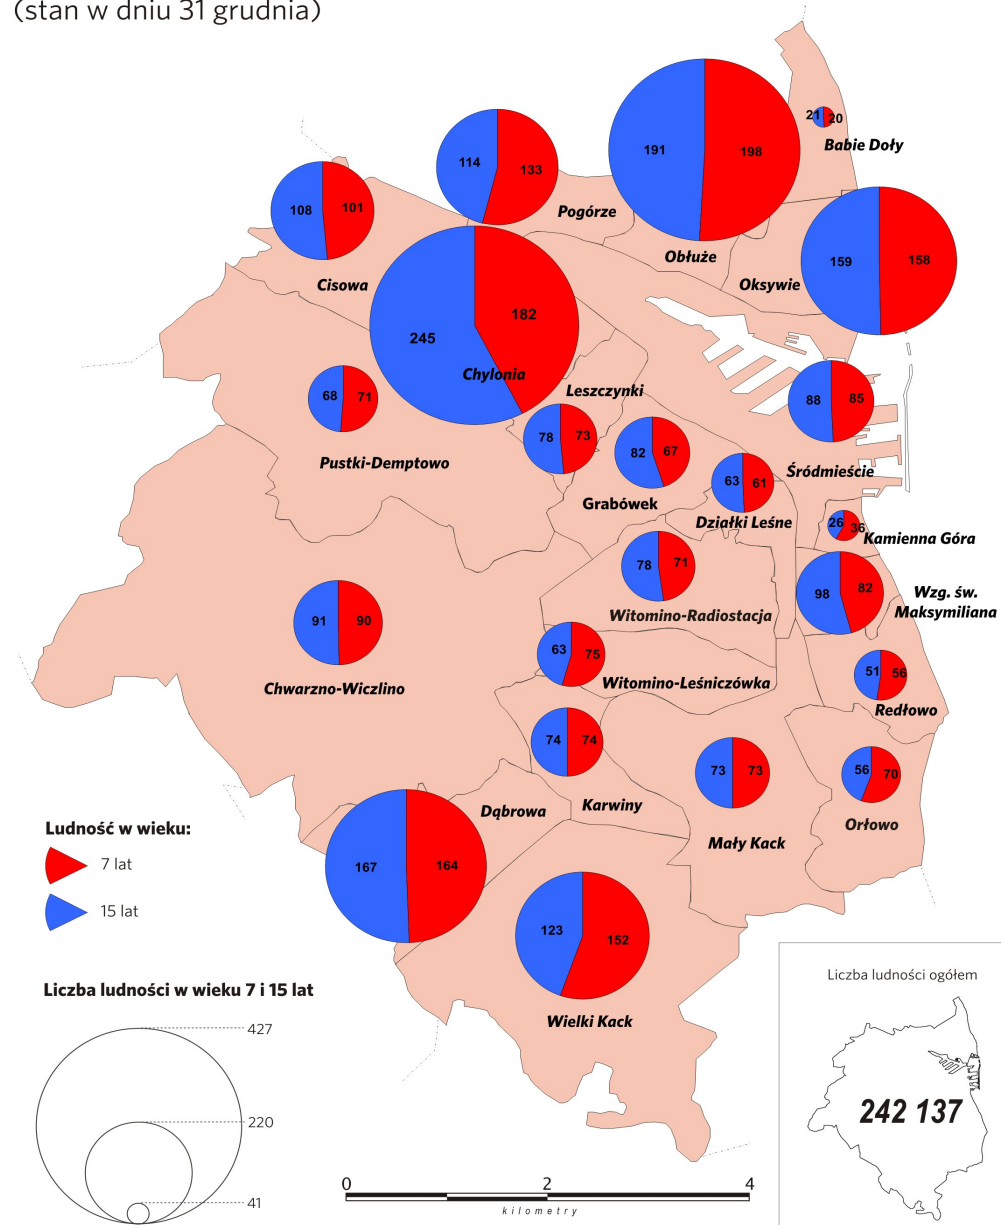 (stan w dniu 31 grudnia)
21 20
Babie Doły
191 198
Obłuże
114 133
Pogórze
108 101
Cisowa
159 158
Oksywie
245 182
Chylonia
Leszczynki
78 73
68 71
Pustki-Demptowo
82 67
Grabówek
88 85
Śródmieście
63 61
Działki Leśne
26 36
Kamienna Góra
78 71
Witomino-Radiostacja
98 82
Wzg. św.
Maksymiliana
91 90
Chwarzno-Wiczlino
63 75
Witomino-Leśniczówka
51 56
Redłowo
74 74
Karwiny
73 73
Mały Kack
56 70
Orłowo
Dąbrowa
167 164
123 152
Wielki Kack
Ludność w wieku:
7 lat
15 lat
Liczba ludności w wieku 7 i 15 lat
427
220
41
0 2 4
kilometry
Liczba ludności ogółem
242 137